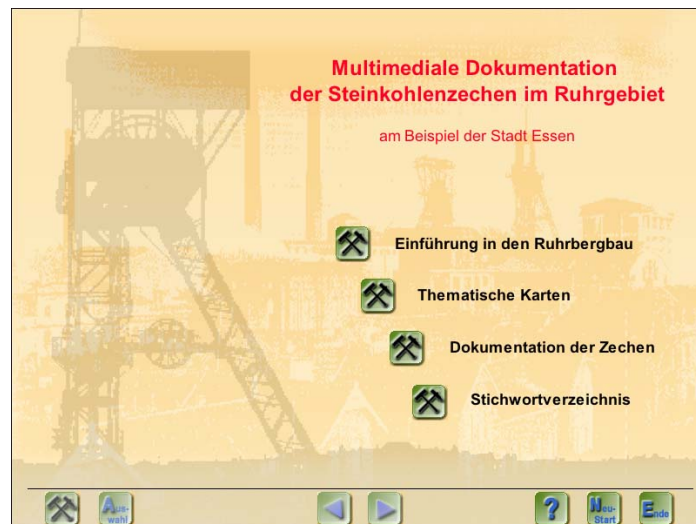 Multimediale Dokumentation
der Steinkohlenzechen im Ruhrgebiet
am Beispiel der Stadt Essen
Einführung in den Ruhrbergbau
Thematische Karten
Dokumentation der Zechen
Stichwortverzeichnis
Aus-
wahl
?
Neu-
Start
Ende